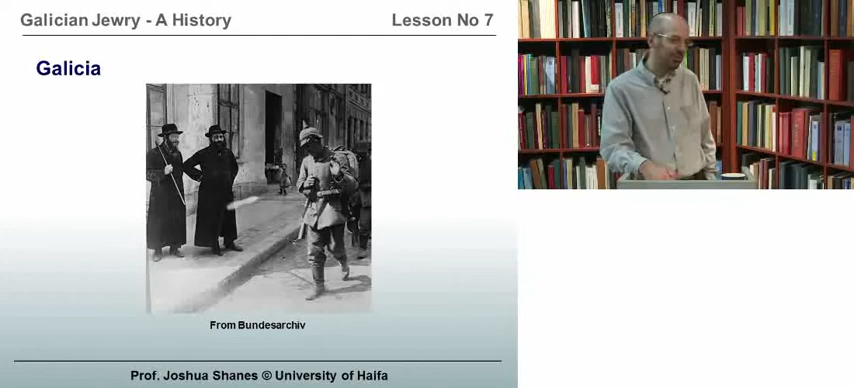 Galician Jewry - A History
Lesson No 7
Galicia
From Bundesarchiv
Prof. Joshua Shanes © University of Haifa